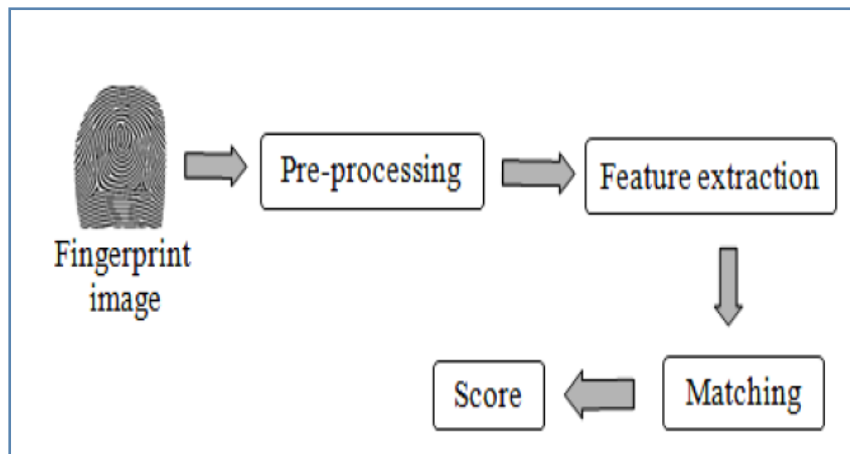 Fingerprint
image
Pre-processing
Feature extraction
Matching
Score